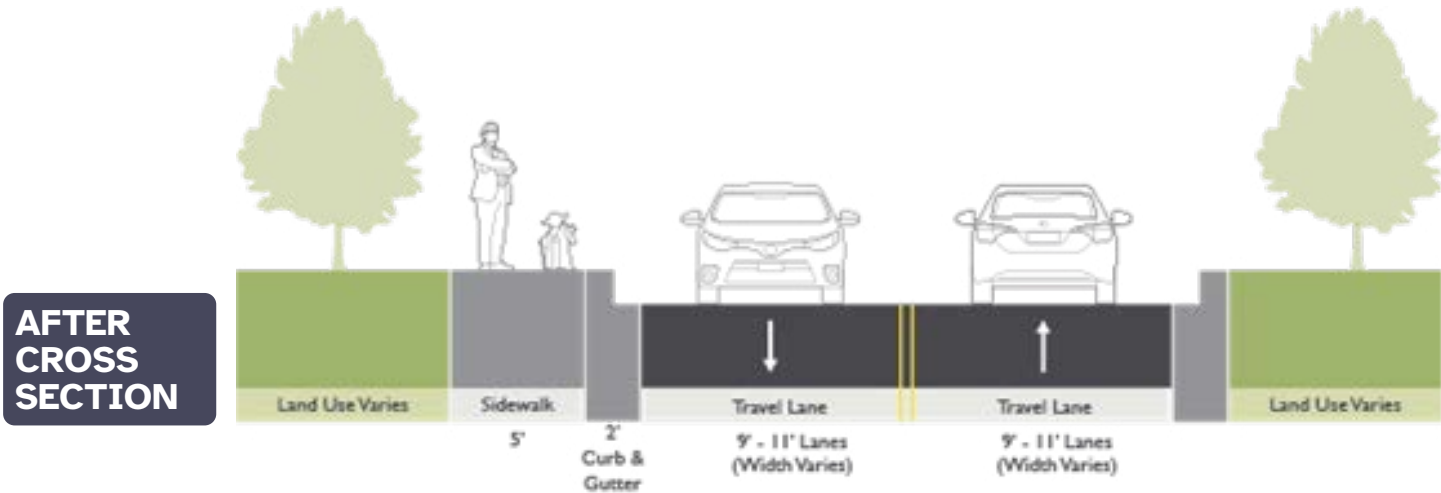 AFTER
CROSS
SECTION
Land Use Varies
Sidewalk
Travel Lane
Travel Lane
Land Use Varies
5'
2'
Curb &
Gutter
9' - 11' Lanes
(Width Varies)
9' - 11' Lanes
(Width Varies)